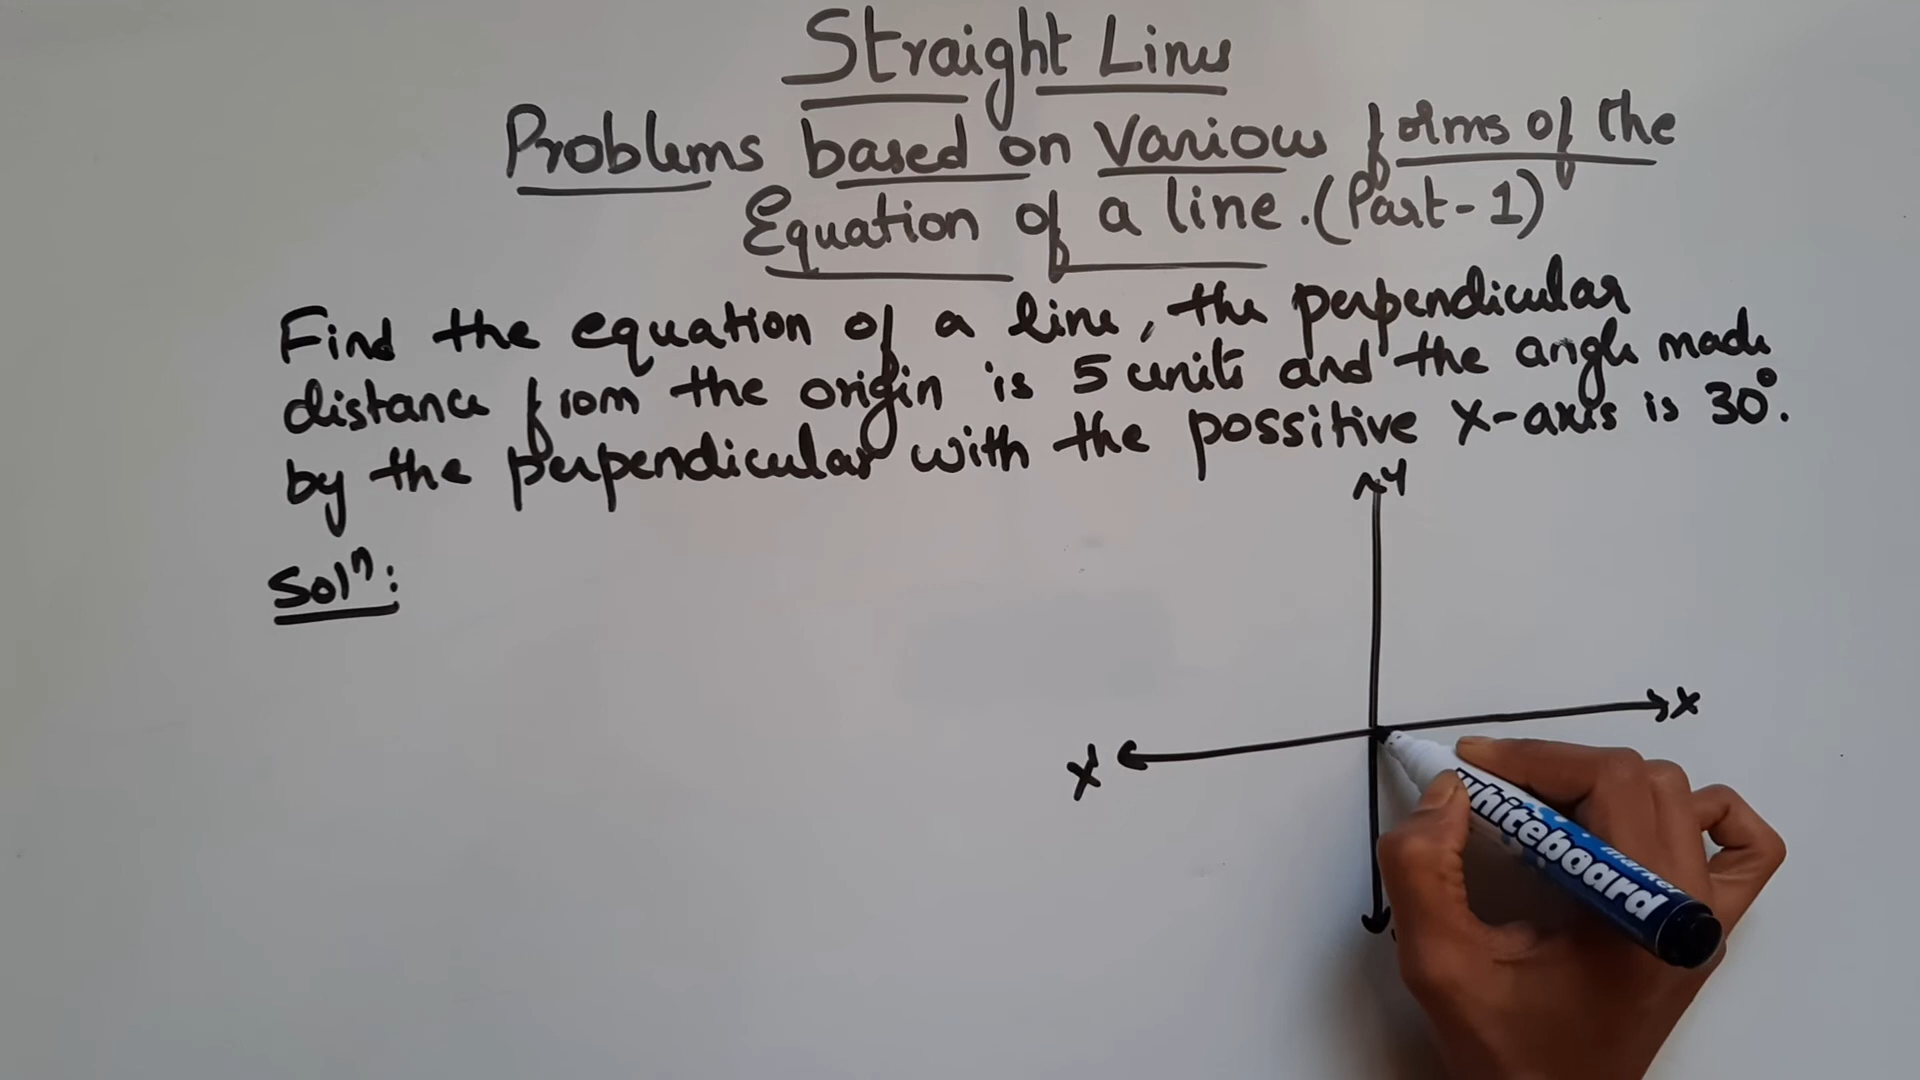 Straight Lines
Problems based on Various forms of the
Equation of a line. (Part-1)
Find the equation of a line, the perpendicular
distance from the origin is 5 units and the angle made
by the perpendicular with the possitive X-axis is 30°.
Solⁿ:
Y
X
X'
Whiteboard
marker